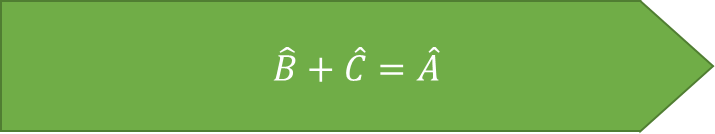 B̂ + Ĉ = Â